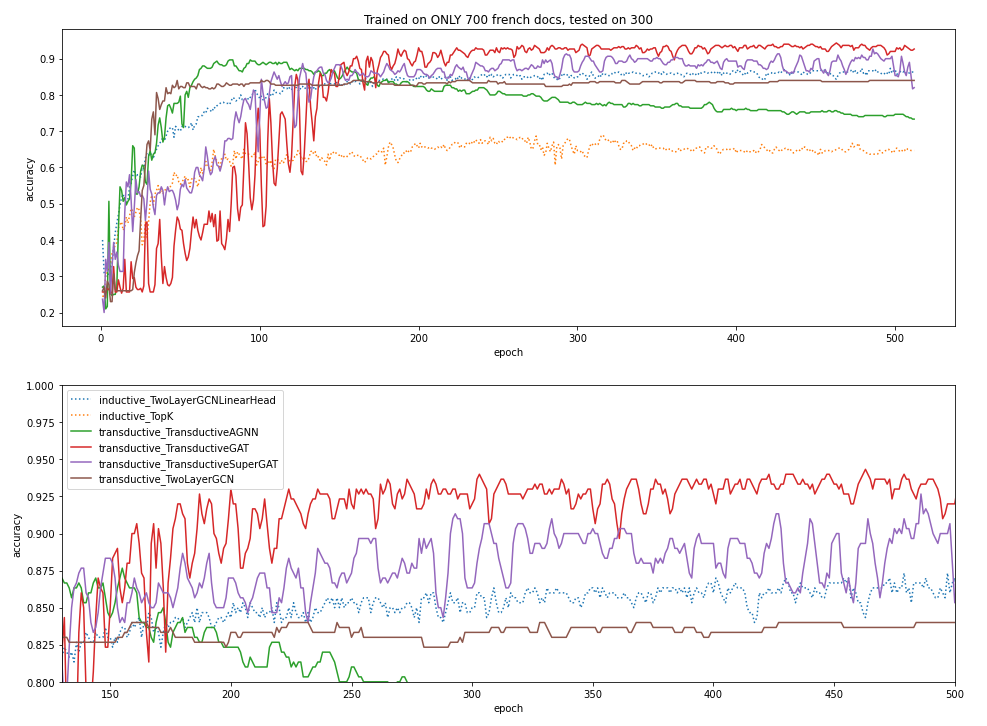 Trained on ONLY 700 french docs, tested on 300
accuracy
0.9
0.8
0.7
0.6
0.5
0.4
0.3
0.2
0 100 200 300 400 500
epoch
accuracy
1.000
0.975
0.950
0.925
0.900
0.875
0.850
0.825
0.800
inductive_TwoLayerGCNLinearHead
inductive_TopK
transductive_TransductiveAGNN
transductive_TransductiveGAT
transductive_TransductiveSuperGAT
transductive_TwoLayerGCN
150 200 250 300 350 400 450 500
epoch